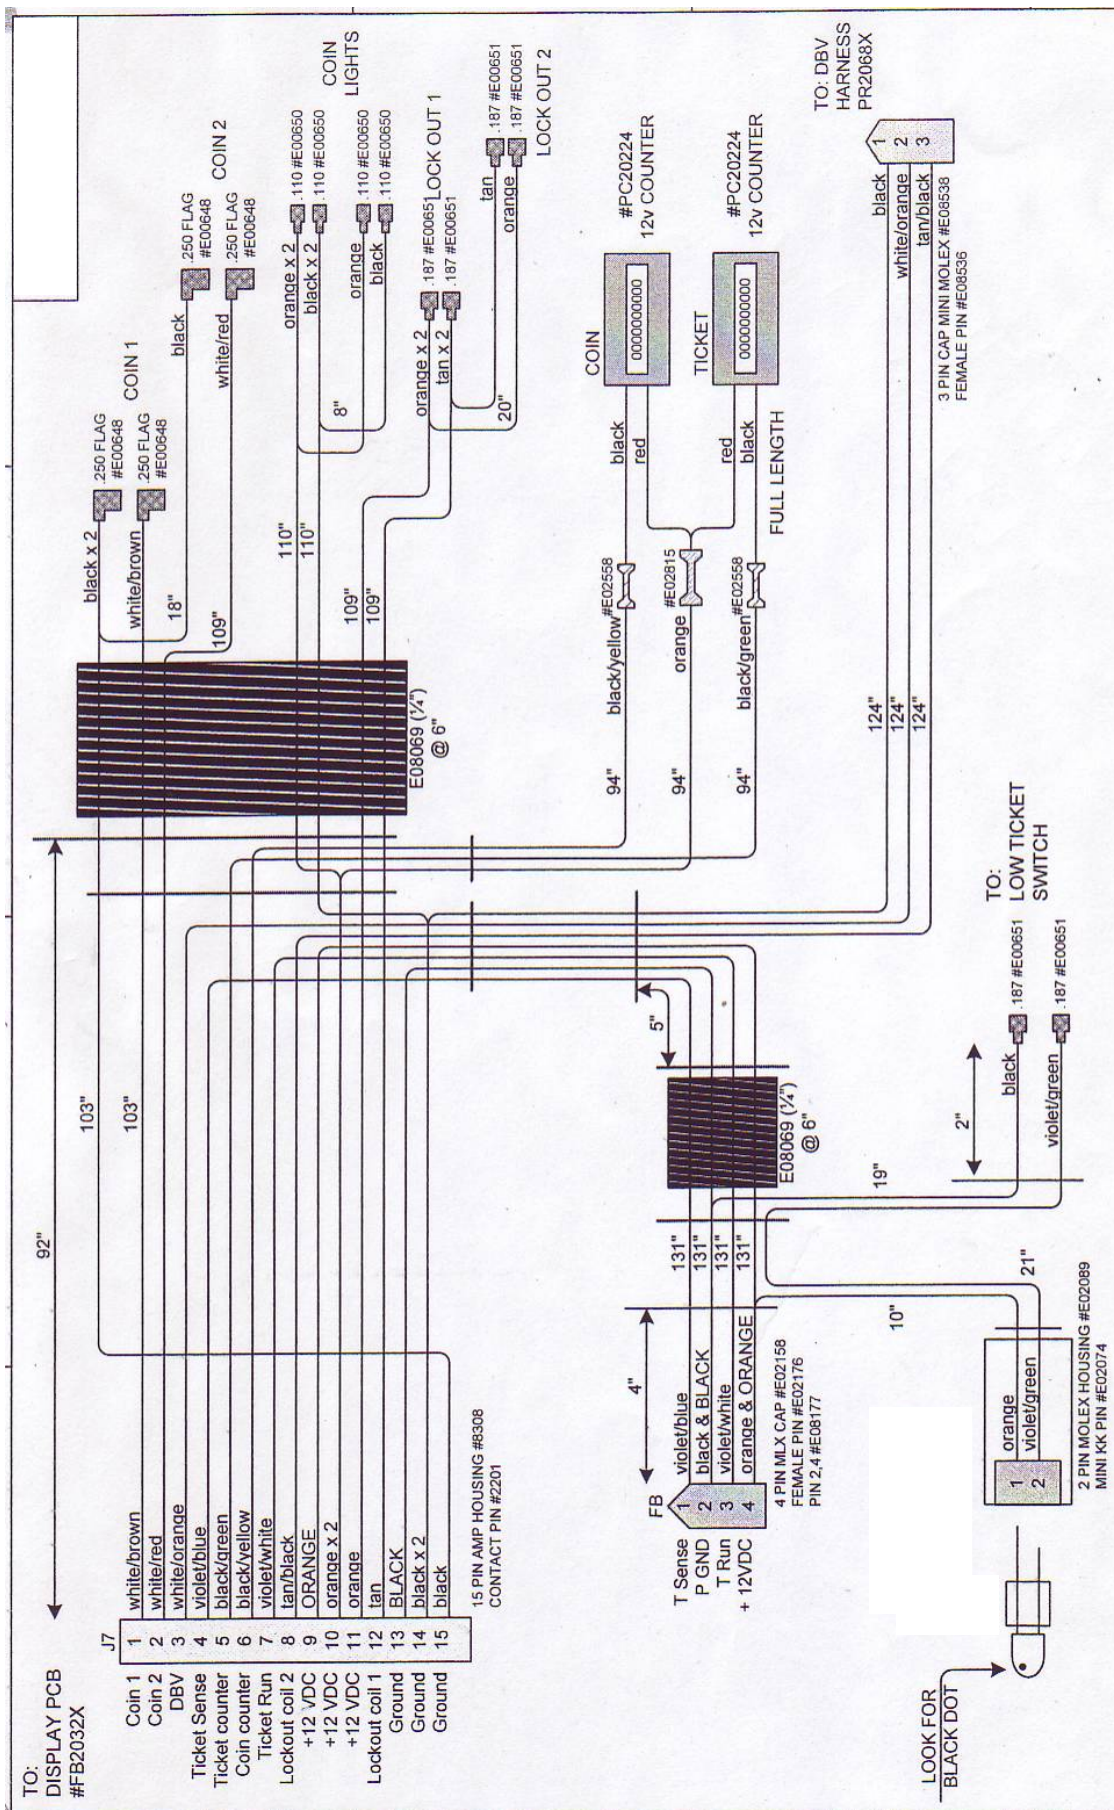 TO:
DISPLAY PCB
#FB2032X
92"
J7
Coin 1 1 white/brown
Coin 2 2 white/red
DBV 3 white/orange
Ticket Sense 4 violet/blue
Ticket counter 5 black/green
Coin counter 6 black/yellow
Ticket Run 7 violet/white
Lockout coil 2 8 tan/black
+12 VDC 9 ORANGE
+12 VDC 10 orange x 2
+12 VDC 11 orange
Lockout coil 1 12 tan
Ground 13 BLACK
Ground 14 black x 2
Ground 15 black
15 PIN AMP HOUSING #8308
CONTACT PIN #2201
103"
103"
E08069 (¼")
@ 6"
black x 2
.250 FLAG
#E00648
COIN 1
white/brown
.250 FLAG
#E00648
18"
109"
black
.250 FLAG
#E00648
COIN 2
white/red
.250 FLAG
#E00648
110"
110"
orange x 2
.110 #E00650
black x 2
.110 #E00650
COIN
LIGHTS
8"
orange
.110 #E00650
black
.110 #E00650
109"
109"
orange x 2
.187 #E00651
tan x 2
.187 #E00651
LOCK OUT 1
20"
tan
.187 #E00651
orange
.187 #E00651
LOCK OUT 2
94"
black/yellow
#E02558
black
red
COIN
0000000000
#PC20224
12v COUNTER
94"
orange
#E02815
94"
black/green
#E02558
red
black
TICKET
0000000000
#PC20224
12v COUNTER
FULL LENGTH
124"
124"
124"
black
white/orange
tan/black
1
2
3
TO: DBV
HARNESS
PR2068X
3 PIN CAP MINI MOLEX #E08538
FEMALE PIN #E08536
5"
E08069 (¼")
@ 6"
4"
FB
T Sense 1 violet/blue 131"
P GND 2 black & BLACK 131"
T Run 3 violet/white 131"
+ 12VDC 4 orange & ORANGE 131"
4 PIN MLX CAP #E02158
FEMALE PIN #E02176
PIN 2,4 #E08177
19"
2"
black
.187 #E00651
violet/green
.187 #E00651
TO:
LOW TICKET
SWITCH
10"
21"
1 orange
2 violet/green
2 PIN MOLEX HOUSING #E02089
MINI KK PIN #E02074
LOOK FOR
BLACK DOT